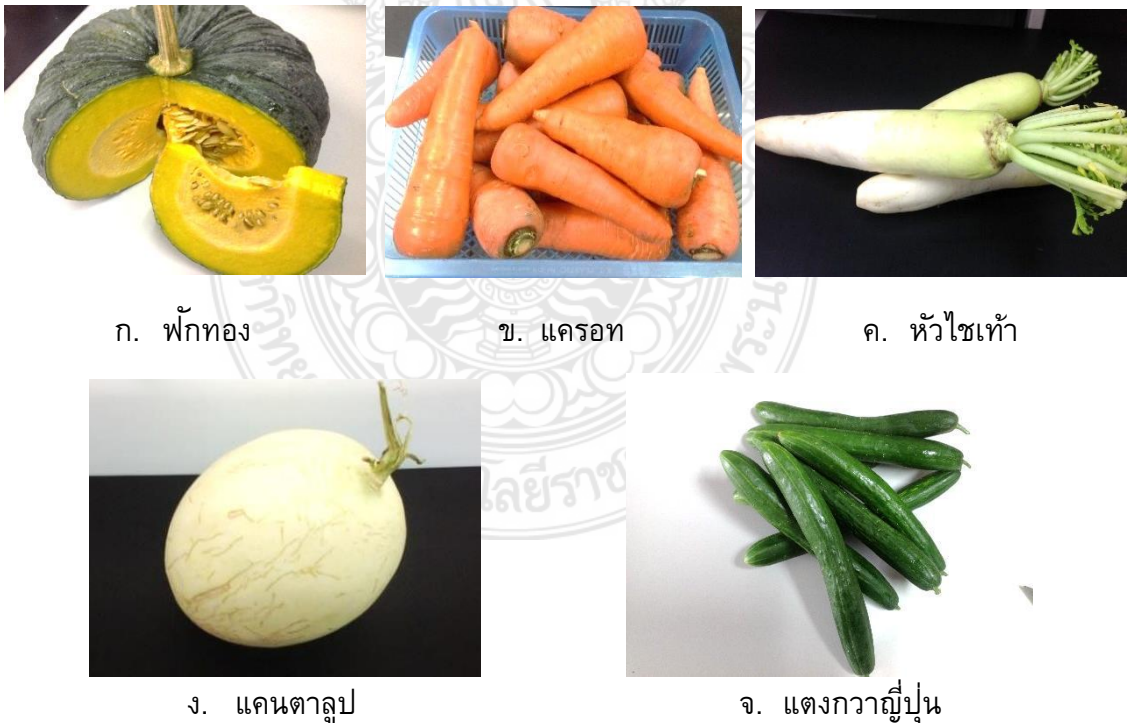 ก. ฟักทอง
ข. แครอท
ค. หัวไชเท้า
ง. แคนตาลูป
จ. แตงกวาญี่ปุ่น